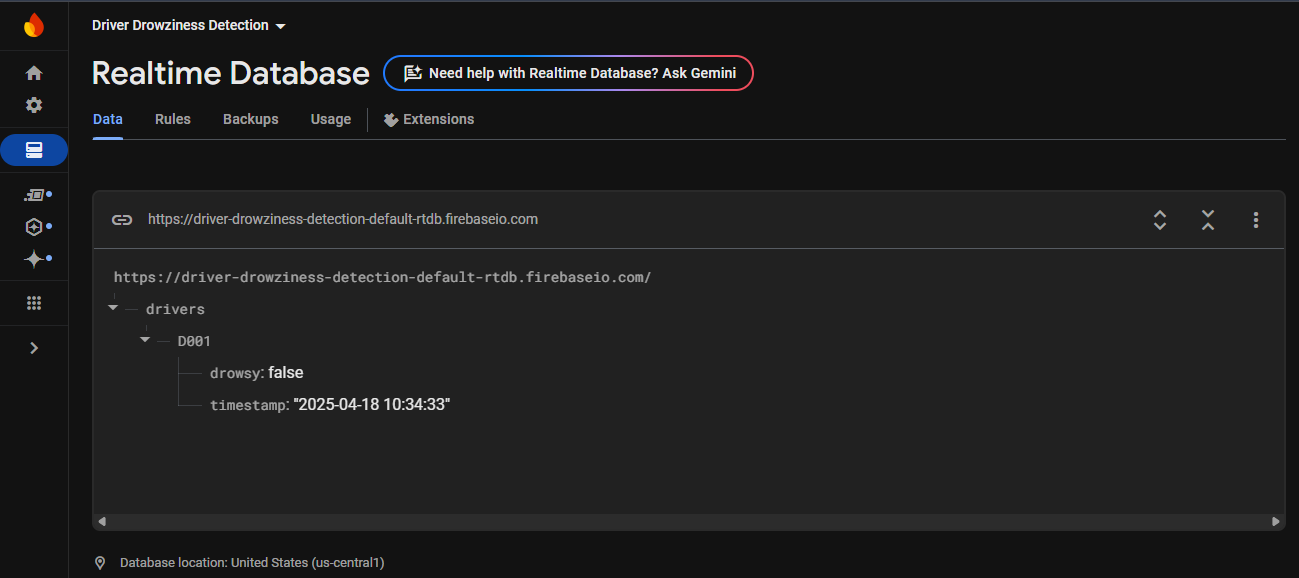 Driver Drowziness Detection
Realtime Database
Need help with Realtime Database? Ask Gemini
Data Rules Backups Usage Extensions
https://driver-drowziness-detection-default-rtdb.firebaseio.com
https://driver-drowziness-detection-default-rtdb.firebaseio.com/
drivers
D001
drowsy: false
timestamp: "2025-04-18 10:34:33"
Database location: United States (us-central1)